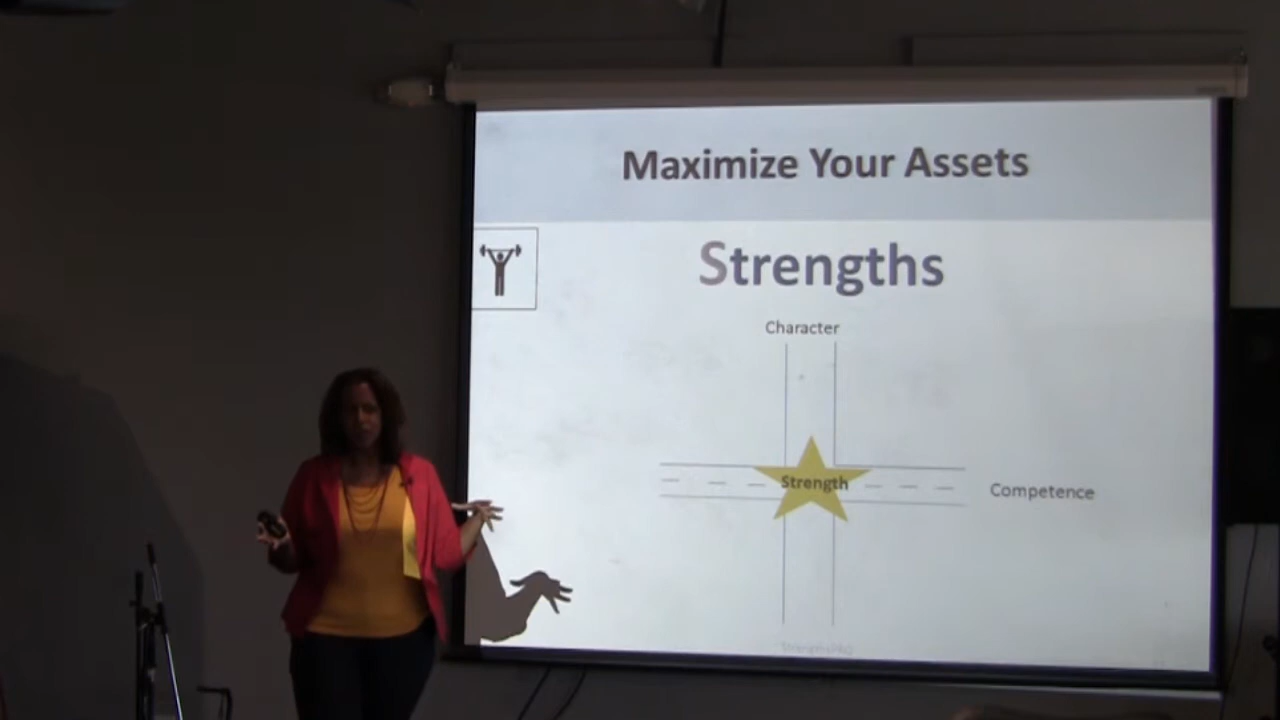 Maximize Your Assets
Strengths
Character
Strength
Competence